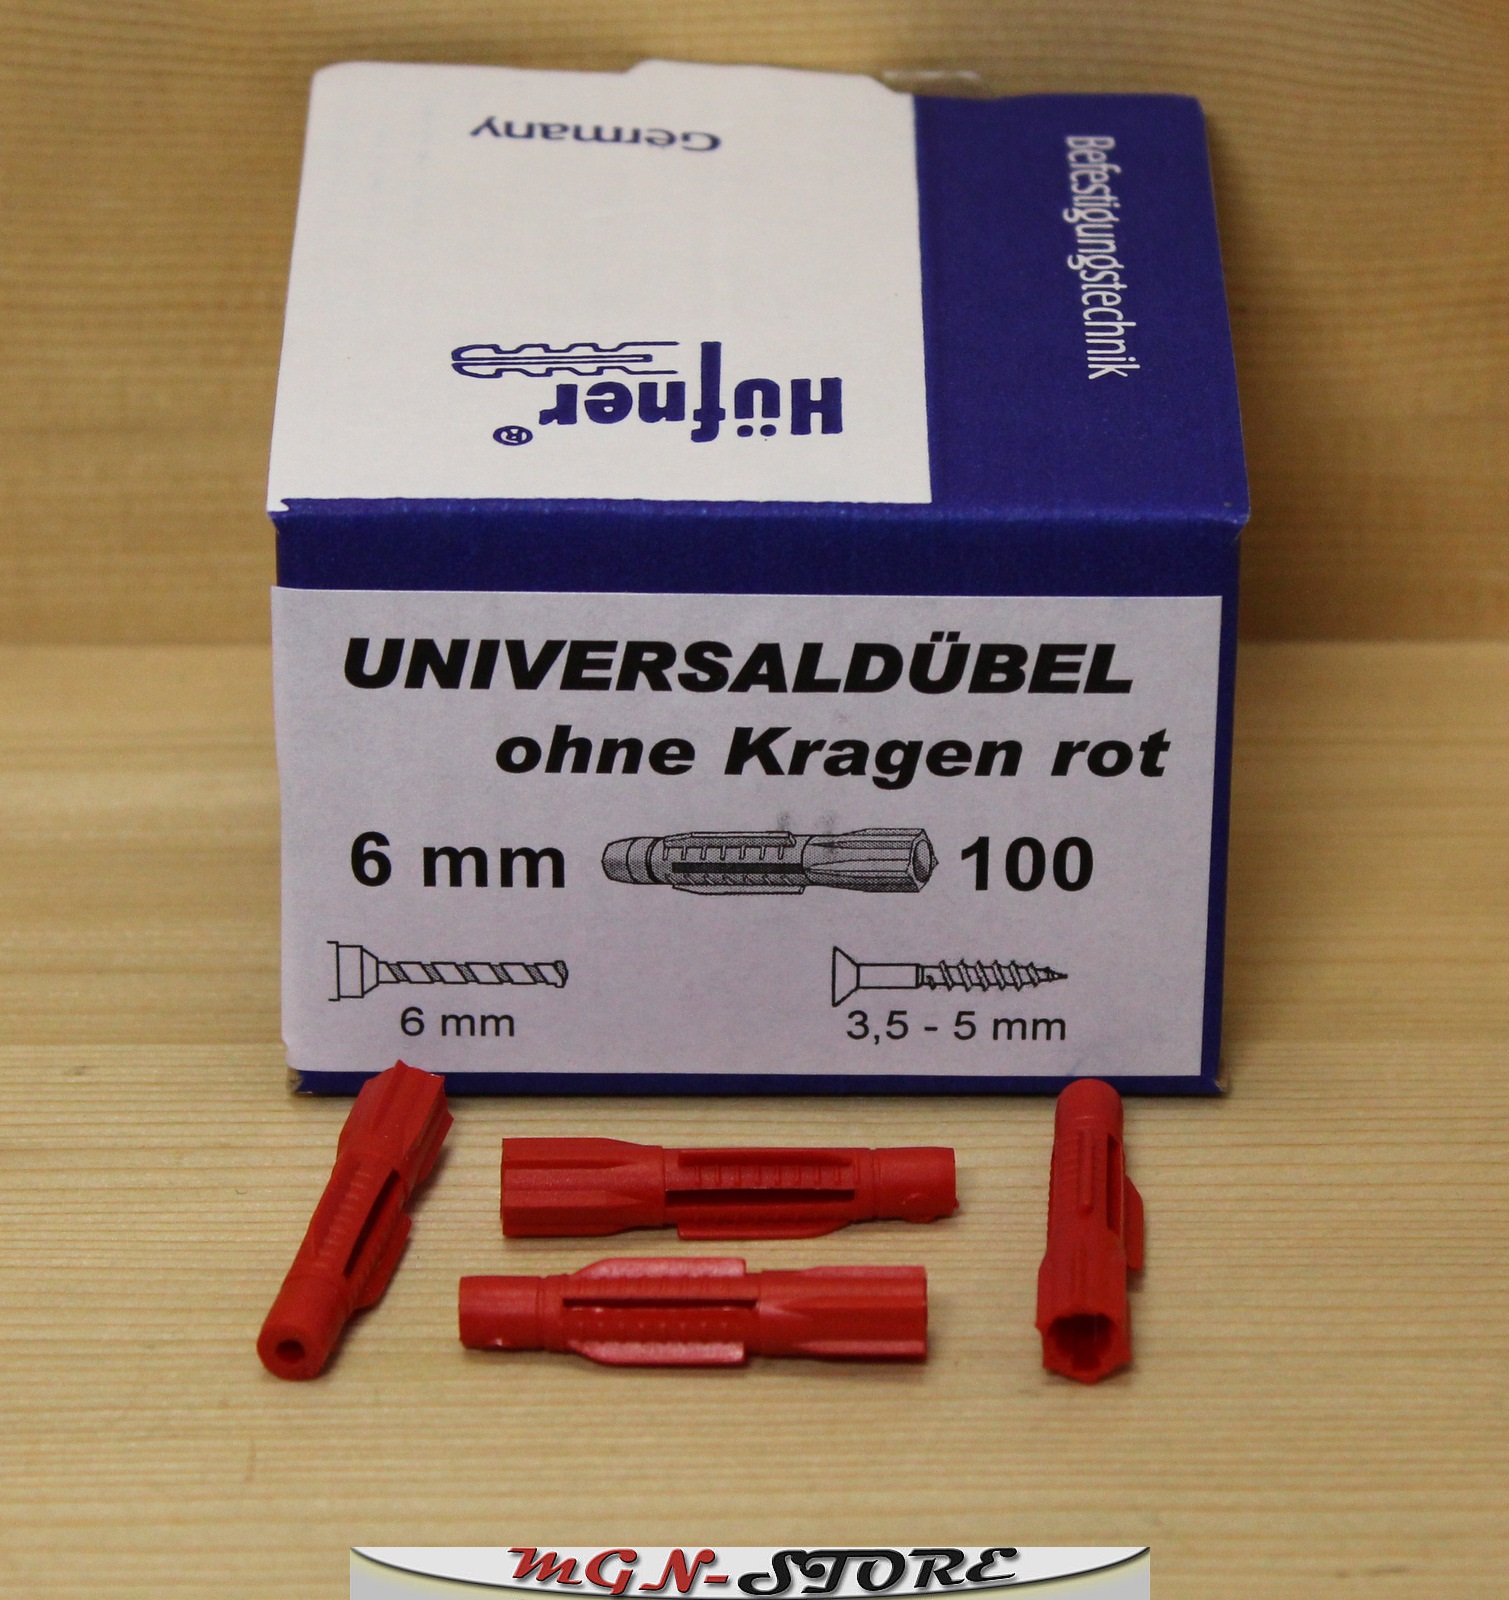 Germany
Befestigungstechnik
Hüfner®
UNIVERSALDÜBEL
ohne Kragen rot
6 mm 100
6 mm 3,5 - 5 mm
MGN-STORE